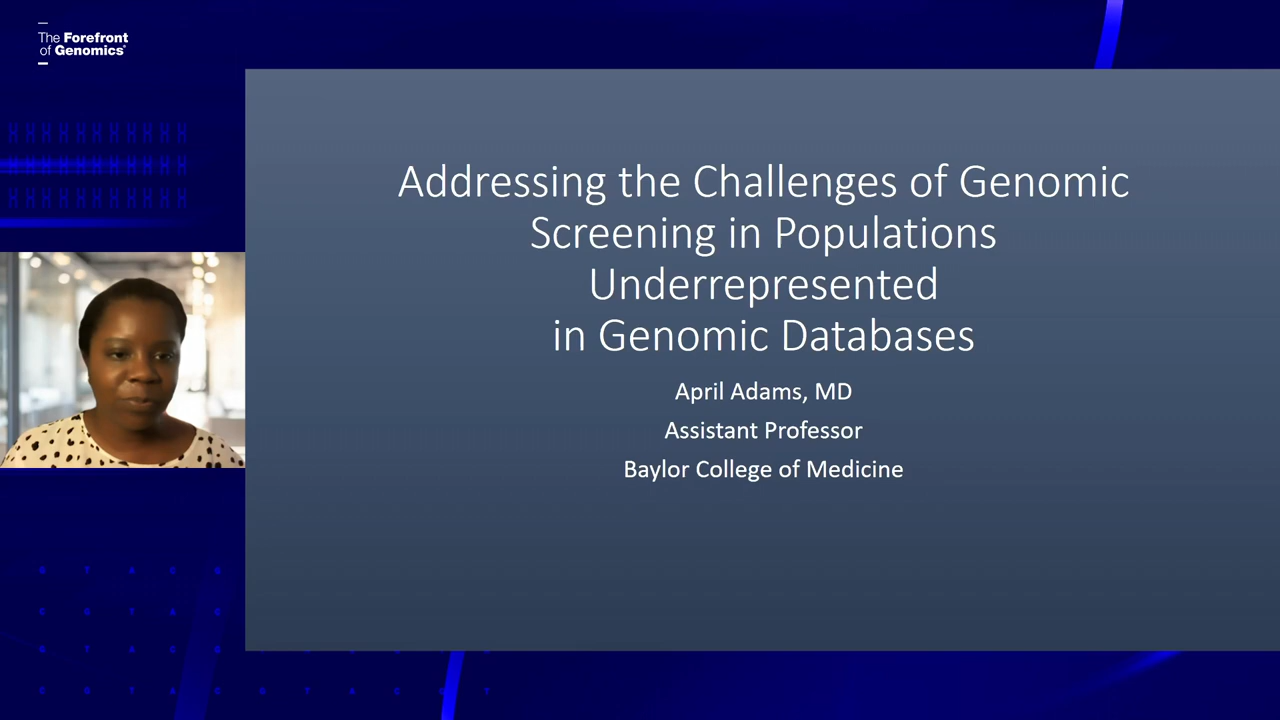 The Forefront
of Genomics®
Addressing the Challenges of Genomic
Screening in Populations
Underrepresented
in Genomic Databases
April Adams, MD
Assistant Professor
Baylor College of Medicine